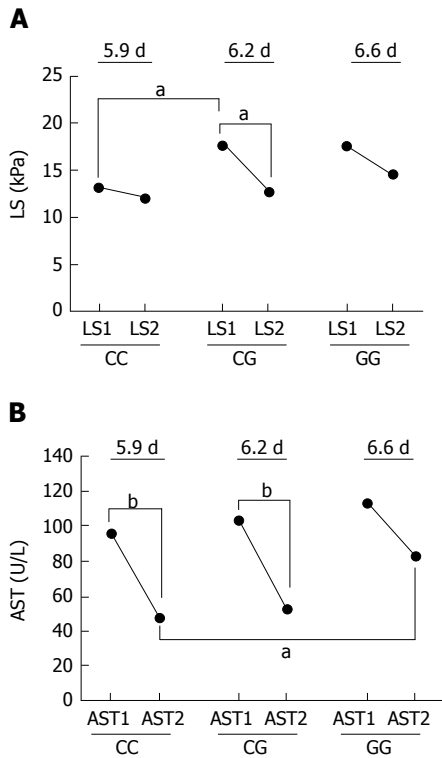 A
5.9 d 6.2 d 6.6 d
25
20
15
10
5
0
LS (kPa)
a
a
LS1 LS2 LS1 LS2 LS1 LS2
CC CG GG
B
5.9 d 6.2 d 6.6 d
140
120
100
80
60
40
20
0
AST (U/L)
b
b
a
AST1 AST2 AST1 AST2 AST1 AST2
CC CG GG